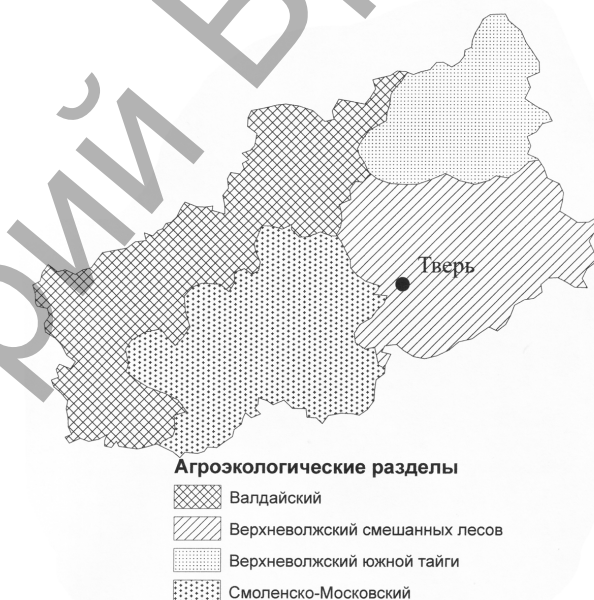 Тверь
Агроэкологические разделы
Валдайский
Верхневолжский смешанных лесов
Верхневолжский южной тайги
Смоленско-Московский